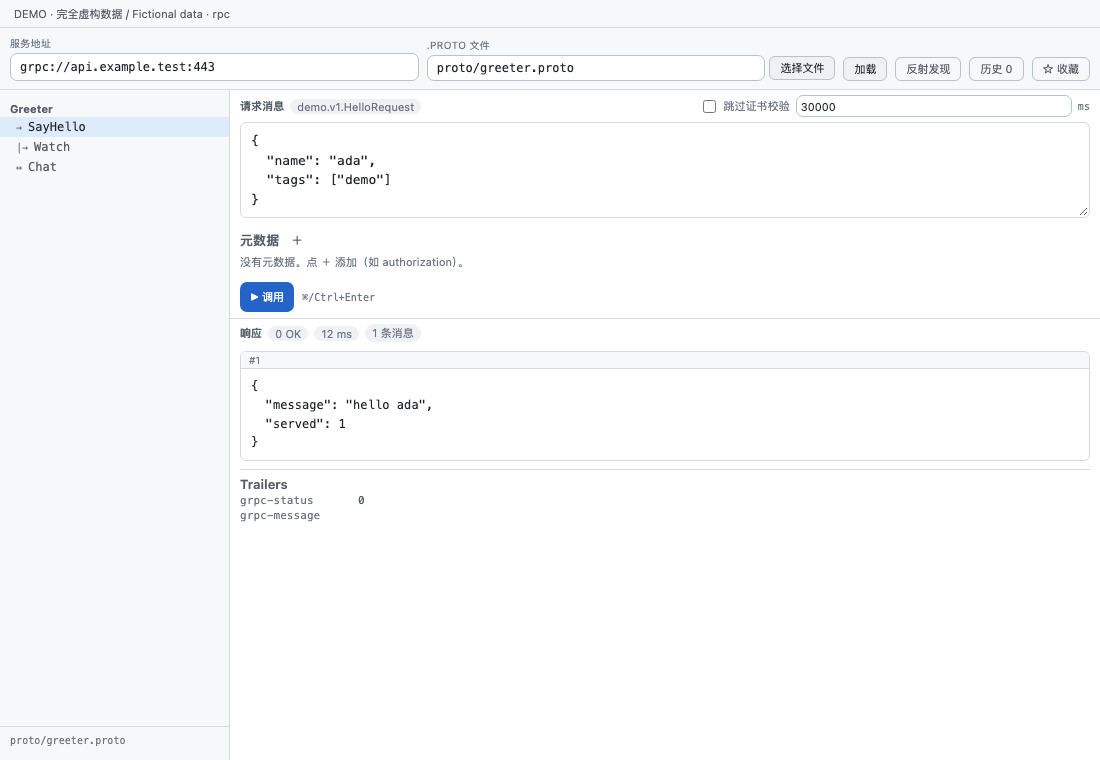 DEMO · 完全虚构数据 / Fictional data · rpc
服务地址
.PROTO 文件
grpc://api.example.test:443
proto/greeter.proto
选择文件
加载
反射发现
历史 0
☆ 收藏
Greeter
→ SayHello
|→ Watch
↔ Chat
proto/greeter.proto
请求消息 demo.v1.HelloRequest
跳过证书校验 30000 ms
{
  "name": "ada",
  "tags": ["demo"]
}
元数据 +
没有元数据。点 + 添加（如 authorization）。
▶ 调用 ⌘/Ctrl+Enter
响应 0 OK 12 ms 1 条消息
#1
{
  "message": "hello ada",
  "served": 1
}
Trailers
grpc-status 0
grpc-message